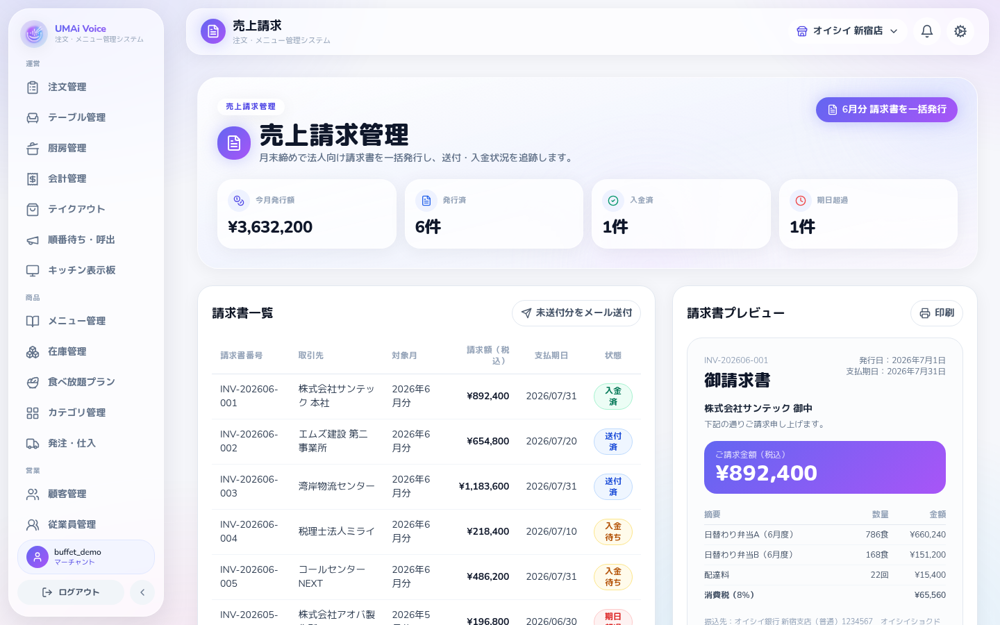 UMAi Voice
注文・メニュー管理システム
運営
注文管理
テーブル管理
厨房管理
会計管理
テイクアウト
順番待ち・呼出
キッチン表示板
商品
メニュー管理
在庫管理
食べ放題プラン
カテゴリ管理
発注・仕入
営業
顧客管理
従業員管理
buffet_demo
マーチャント
ログアウト
売上請求
注文・メニュー管理システム
オイシイ 新宿店
売上請求管理
6月分 請求書を一括発行
売上請求管理
月末締めで法人向け請求書を一括発行し、送付・入金状況を追跡します。
今月発行額
¥3,632,200
発行済
6件
入金済
1件
期日超過
1件
請求書一覧
未送付分をメール送付
請求書番号 取引先 対象月 請求額（税込） 支払期日 状態
INV-202606-001 株式会社サンテック 本社 2026年6月分 ¥892,400 2026/07/31 入金済
INV-202606-002 エムズ建設 第二事業所 2026年6月分 ¥654,800 2026/07/20 送付済
INV-202606-003 湾岸物流センター 2026年6月分 ¥1,183,600 2026/07/31 送付済
INV-202606-004 税理士法人ミライ 2026年6月分 ¥218,400 2026/07/10 入金待ち
INV-202606-005 コールセンターNEXT 2026年6月分 ¥486,200 2026/07/31 入金待ち
INV-202605- 株式会社アオバ製 2026年5月分 ¥196,800 2026/06/30 期日
請求書プレビュー
印刷
INV-202606-001
発行日：2026年7月1日
御請求書
支払期日：2026年7月31日
株式会社サンテック 御中
下記の通りご請求申し上げます。
ご請求金額（税込）
¥892,400
摘要 数量 金額
日替わり弁当A（6月度） 786食 ¥660,240
日替わり弁当B（6月度） 168食 ¥151,200
配達料 22回 ¥15,400
消費税（8%） ¥65,560
振込先：オイシイ銀行 新宿支店（普通）1234567　オイシイショクド